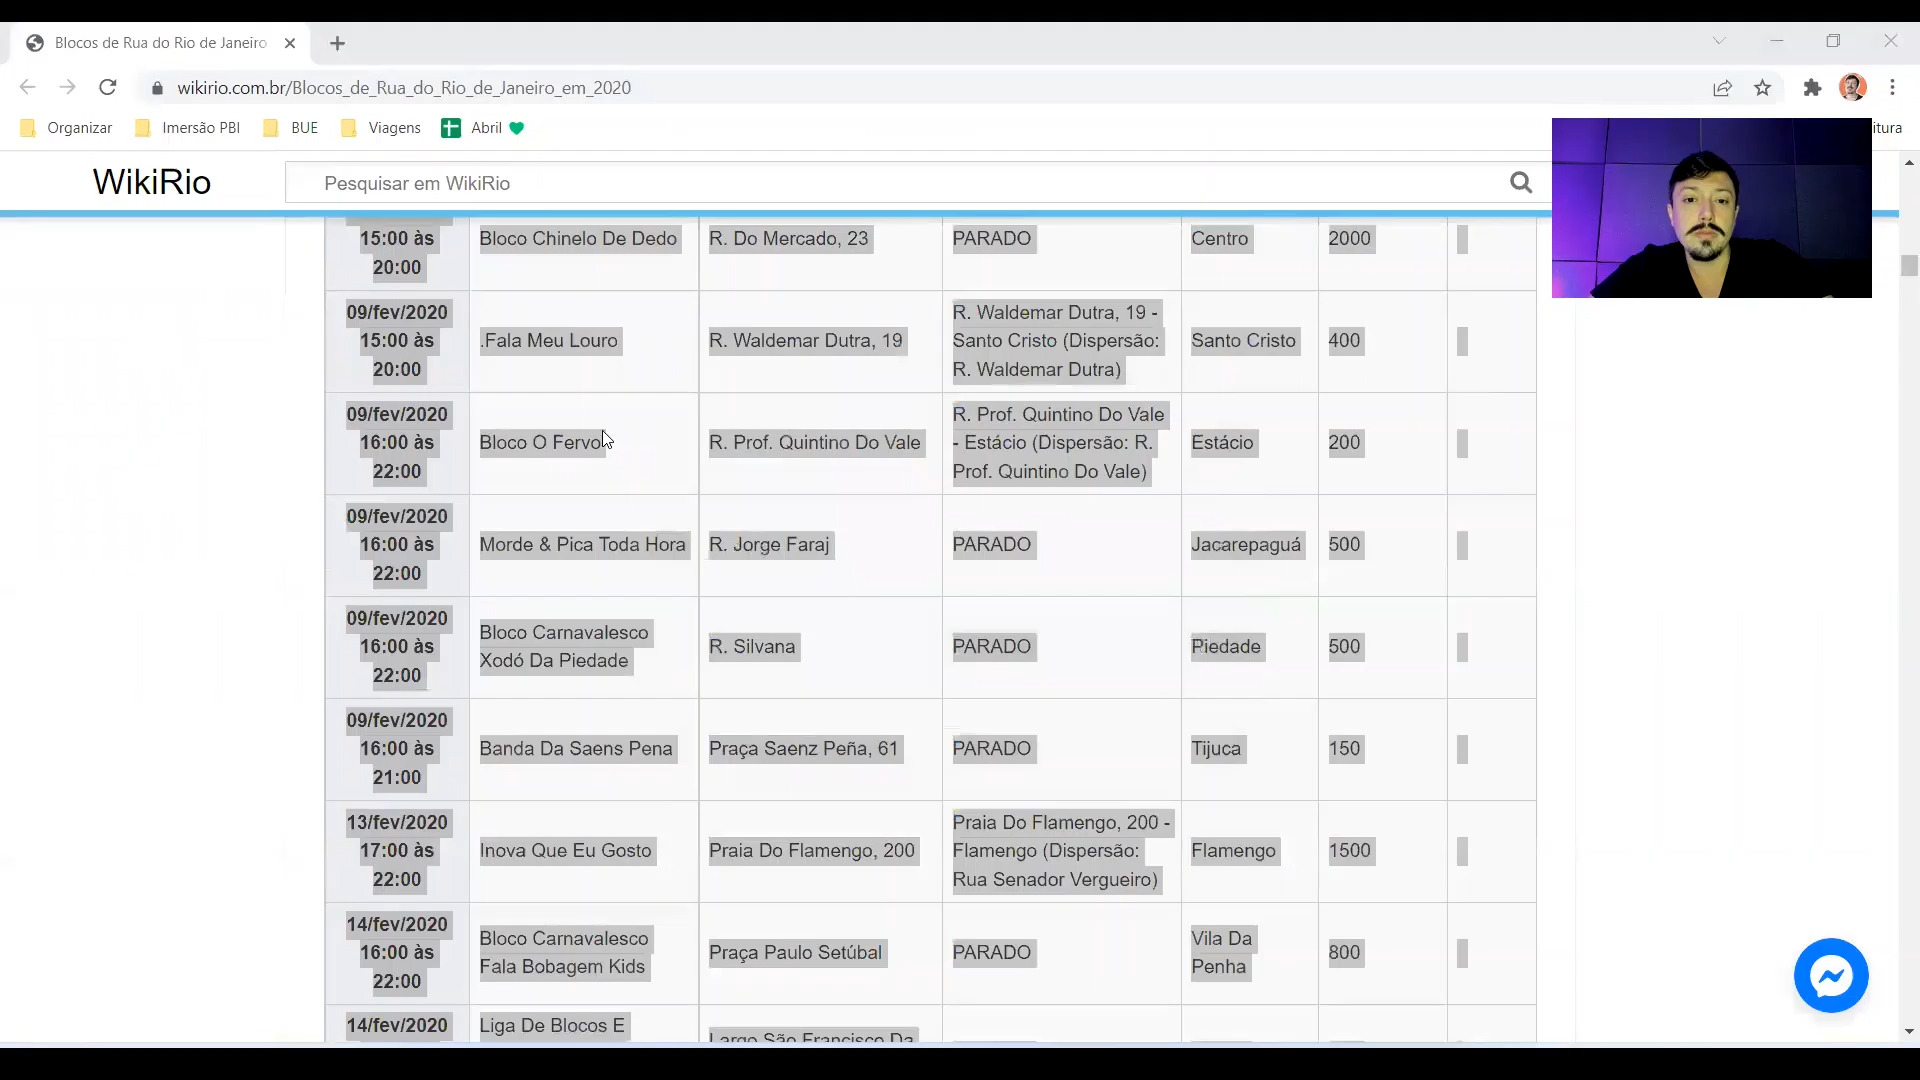 Blocos de Rua do Rio de Janeiro
wikirio.com.br/Blocos_de_Rua_do_Rio_de_Janeiro_em_2020
Organizar
Imersão PBI
BUE
Viagens
Abril
itura
WikiRio
Pesquisar em WikiRio
15:00 às
20:00
Bloco Chinelo De Dedo
R. Do Mercado, 23
PARADO
Centro
2000
09/fev/2020
15:00 às
20:00
.Fala Meu Louro
R. Waldemar Dutra, 19
R. Waldemar Dutra, 19 -
Santo Cristo (Dispersão:
R. Waldemar Dutra)
Santo Cristo
400
09/fev/2020
16:00 às
22:00
Bloco O Fervo
R. Prof. Quintino Do Vale
R. Prof. Quintino Do Vale
- Estácio (Dispersão: R.
Prof. Quintino Do Vale)
Estácio
200
09/fev/2020
16:00 às
22:00
Morde & Pica Toda Hora
R. Jorge Faraj
PARADO
Jacarepaguá
500
09/fev/2020
16:00 às
22:00
Bloco Carnavalesco
Xodó Da Piedade
R. Silvana
PARADO
Piedade
500
09/fev/2020
16:00 às
21:00
Banda Da Saens Pena
Praça Saenz Peña, 61
PARADO
Tijuca
150
13/fev/2020
17:00 às
22:00
Inova Que Eu Gosto
Praia Do Flamengo, 200
Praia Do Flamengo, 200 -
Flamengo (Dispersão:
Rua Senador Vergueiro)
Flamengo
1500
14/fev/2020
16:00 às
22:00
Bloco Carnavalesco
Fala Bobagem Kids
Praça Paulo Setúbal
PARADO
Vila Da
Penha
800
14/fev/2020
Liga De Blocos E
Largo São Francisco Da